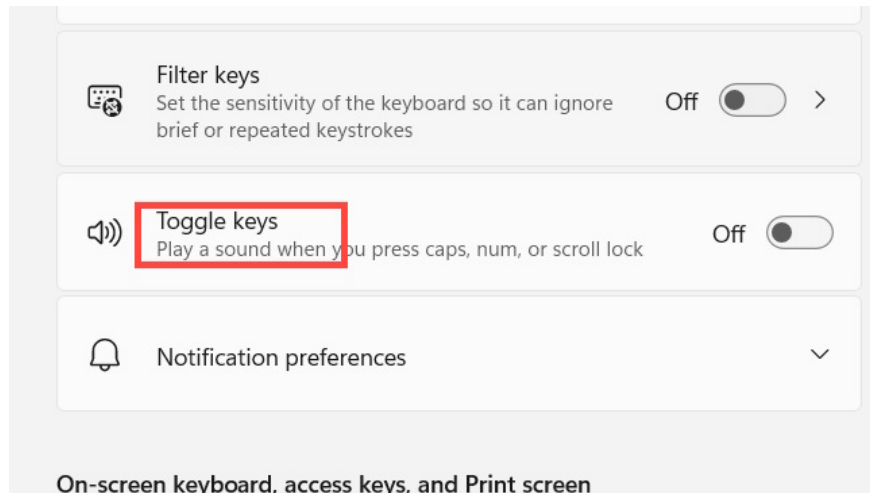 Filter keys
Set the sensitivity of the keyboard so it can ignore
brief or repeated keystrokes
Off
Toggle keys
Play a sound when you press caps, num, or scroll lock
Off
Notification preferences
On-screen keyboard, access keys, and Print screen